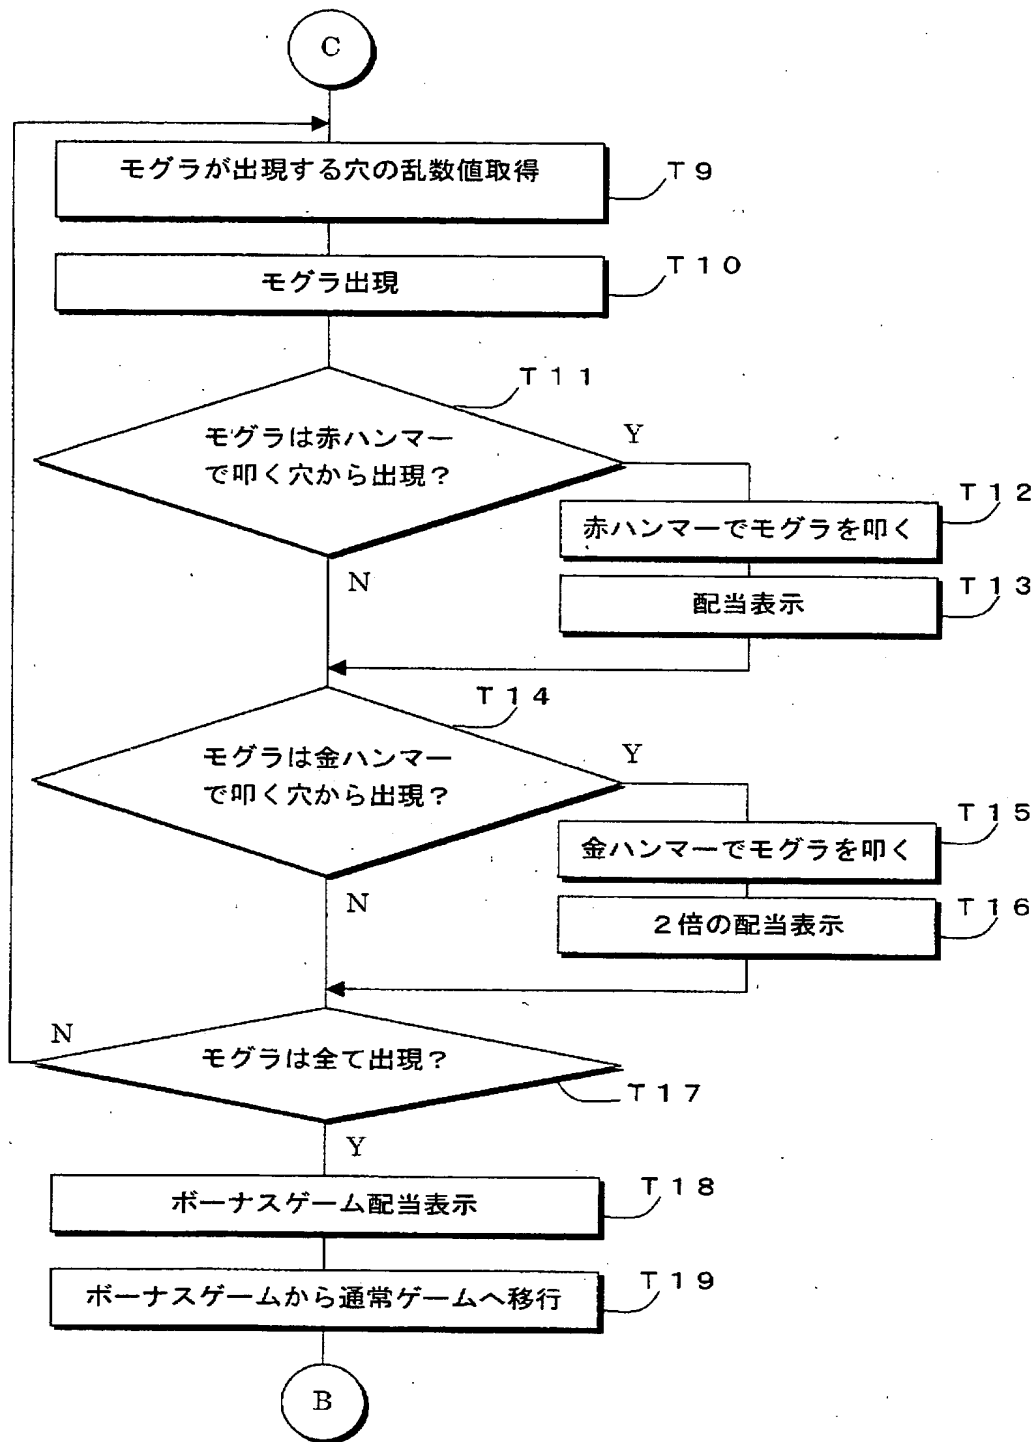 C
モグラが出現する穴の乱数値取得
T9
モグラ出現
T10
T11
モグラは赤ハンマー
で叩く穴から出現?
Y
N
T12
赤ハンマーでモグラを叩く
T13
配当表示
T14
モグラは金ハンマー
で叩く穴から出現?
Y
N
T15
金ハンマーでモグラを叩く
T16
2倍の配当表示
N
モグラは全て出現?
T17
Y
ボーナスゲーム配当表示
T18
ボーナスゲームから通常ゲームへ移行
T19
B